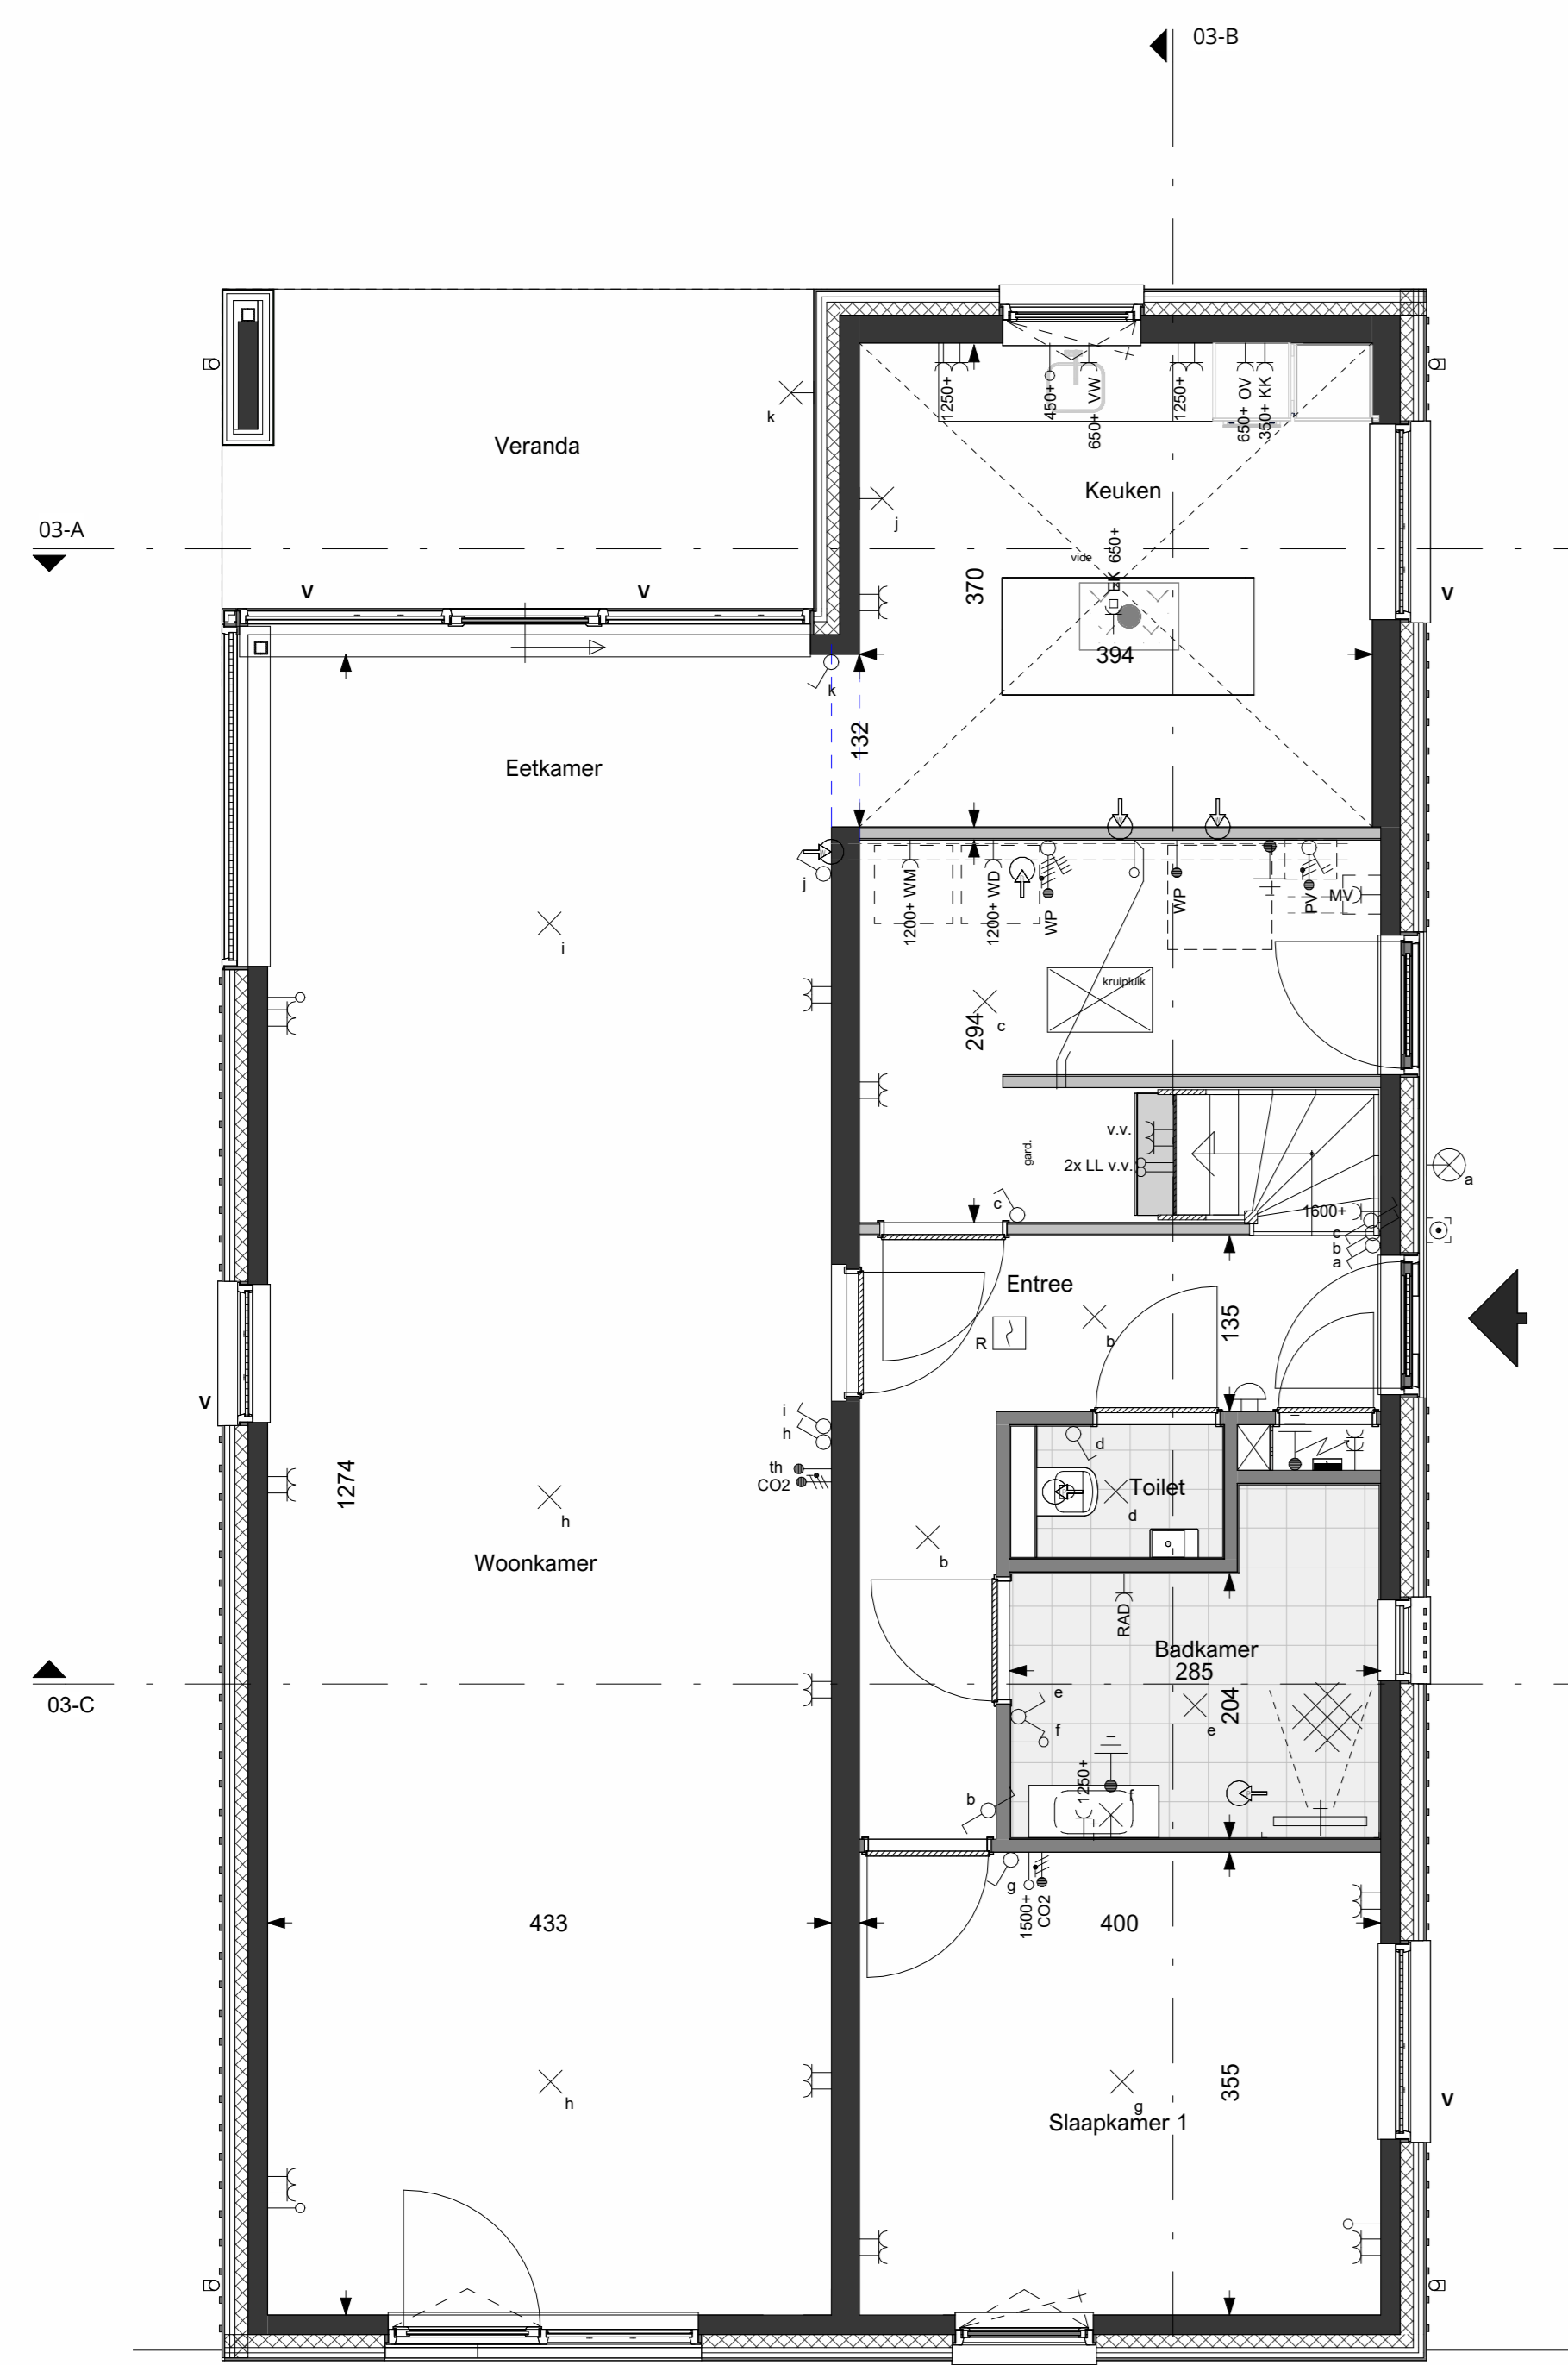 03-B
1250+
450+
650+ VW
1250+
650+ OV
350+ KK
k
Veranda
Keuken
j
03-A
vide
EK 650+
370
V
V
V
394
k
132
Eetkamer
j
1200+ WM
1200+ WD
WP
WP
PV
MV
i
kruipluik
294
c
v.v.
gard.
2x LL v.v.
a
c
1600+
c
b
a
Entree
b
135
R
V
i
h
d
th
CO2
1274
Toilet
h
d
b
Woonkamer
RAD
Badkamer
285
03-C
e
204
e
f
1250+
f
b
g
1500+
CO2
433
400
h
g
355
V
Slaapkamer 1